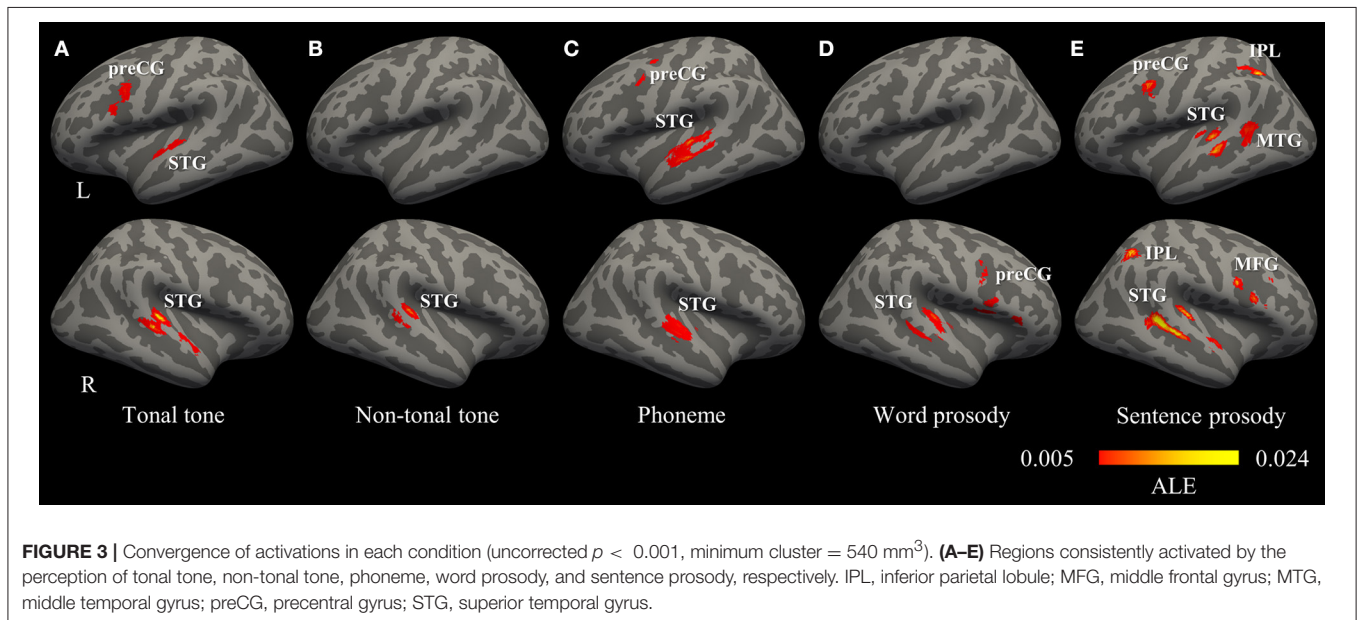 A
B
C
D
E
preCG
STG
L
preCG
STG
preCG
IPL
STG
MTG
STG
R
STG
STG
STG
preCG
IPL
MFG
STG
Tonal tone
Non-tonal tone
Phoneme
Word prosody
Sentence prosody
0.005
0.024
ALE
FIGURE 3 | Convergence of activations in each condition (uncorrected p < 0.001, minimum cluster = 540 mm³). (A–E) Regions consistently activated by the
perception of tonal tone, non-tonal tone, phoneme, word prosody, and sentence prosody, respectively. IPL, inferior parietal lobule; MFG, middle frontal gyrus; MTG,
middle temporal gyrus; preCG, precentral gyrus; STG, superior temporal gyrus.